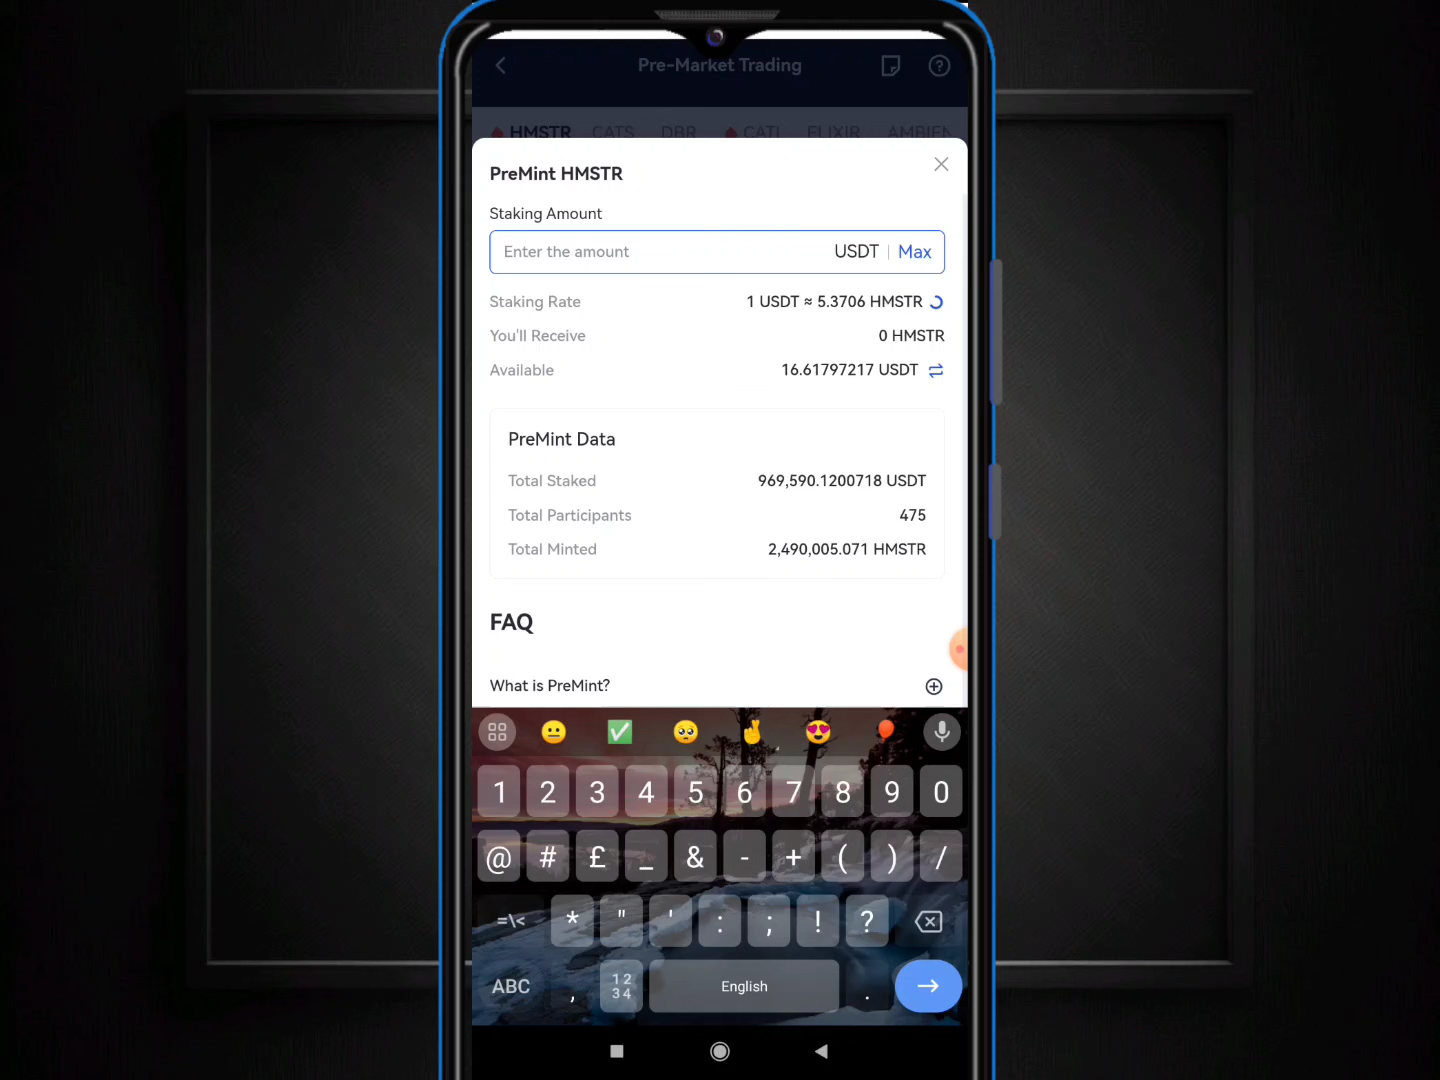 Pre-Market Trading
HMSTR CATS DBR CATI ELIXIR AMBIEN
PreMint HMSTR
Staking Amount
Enter the amount USDT | Max
Staking Rate 1 USDT ≈ 5.3706 HMSTR
You'll Receive 0 HMSTR
Available 16.61797217 USDT
PreMint Data
Total Staked 969,590.1200718 USDT
Total Participants 475
Total Minted 2,490,005.071 HMSTR
FAQ
What is PreMint?
1 2 3 4 5 6 7 8 9 0
@ # £ _ & - + ( ) /
=\< * " ' : ; ! ?
ABC , 12 34 English .